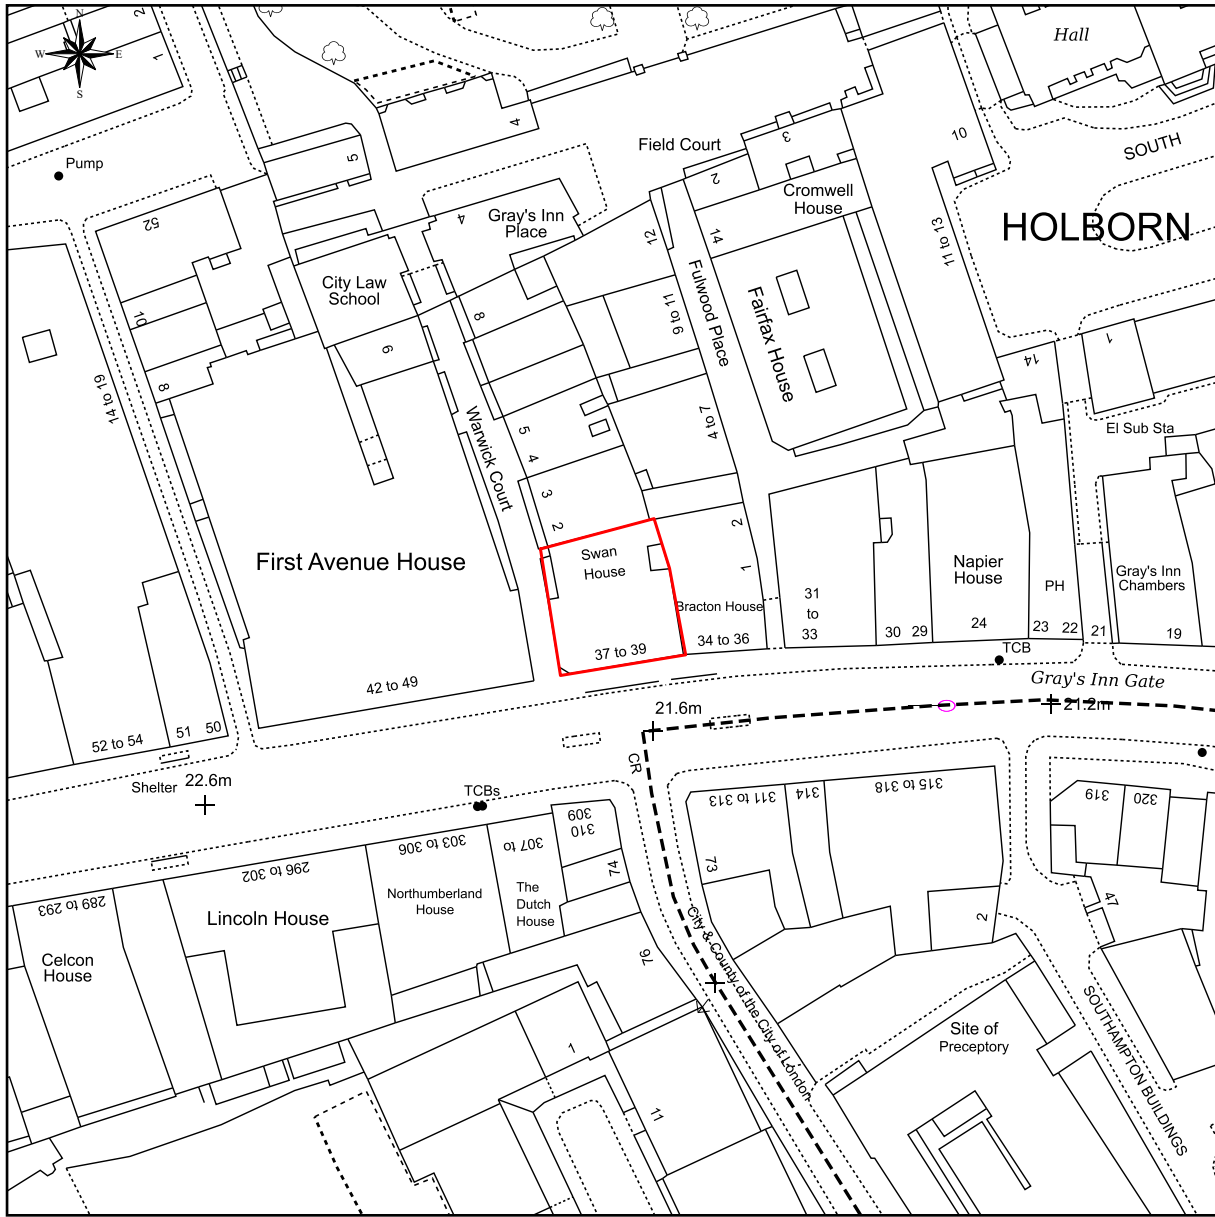 N
W
E
S
2
1
Hall
Pump
5
4
Field Court
3
10
SOUTH
2
Cromwell
House
52
4
Gray's Inn
Place
12
14
11 to 13
HOLBORN
City Law
School
10
8
9 to 11
Fulwood Place
Fairfax House
6
14
1
14 to 19
8
Warwick Court
5
4
4 to 7
El Sub Sta
3
2
2
First Avenue House
Swan
House
1
Napier
House
Gray's Inn
Chambers
PH
Bracton House
31
to
33
30
29
24
23
22
21
19
37 to 39
34 to 36
TCB
42 to 49
Gray's Inn Gate
21.6m
21.2m
52 to 54
51
50
CR
Shelter
22.6m
TCBs
309
310
311 to 313
314
315 to 318
319
320
296 to 302
303 to 306
307 to
74
73
289 to 293
Northumberland
House
The
Dutch
House
Lincoln House
47
2
Celcon
House
76
City & County of the City of London
SOUTHAMPTON BUILDINGS
Site of
Preceptory
1
11